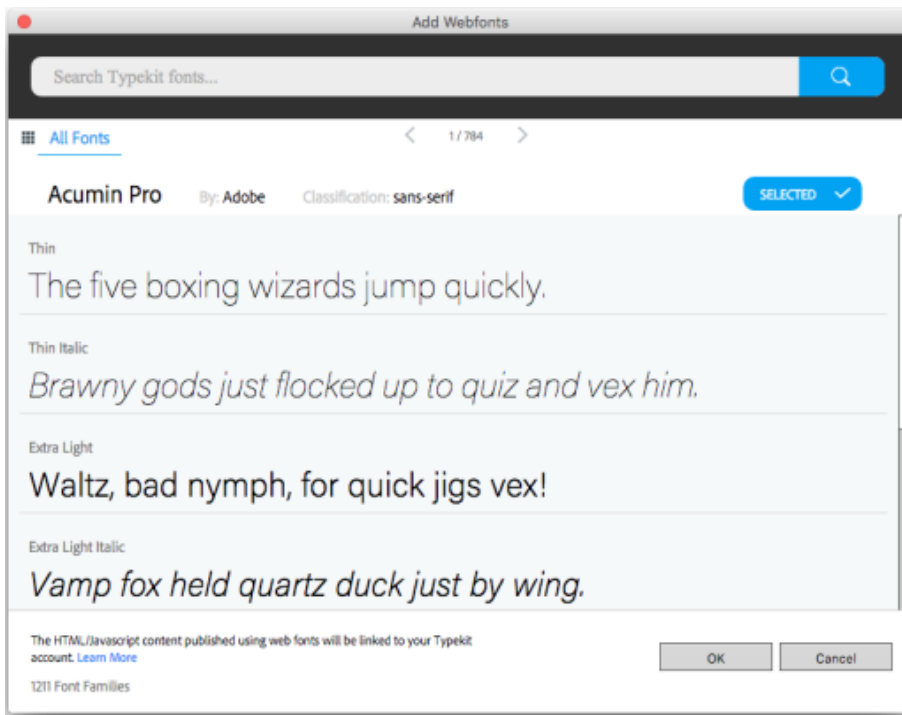 Add Webfonts
Search Typekit fonts...
All Fonts
1 / 784
Acumin Pro By: Adobe Classification: sans-serif SELECTED
Thin
The five boxing wizards jump quickly.
Thin Italic
Brawny gods just flocked up to quiz and vex him.
Extra Light
Waltz, bad nymph, for quick jigs vex!
Extra Light Italic
Vamp fox held quartz duck just by wing.
The HTML/Javascript content published using web fonts will be linked to your Typekit
account. Learn More
OK Cancel
1211 Font Families